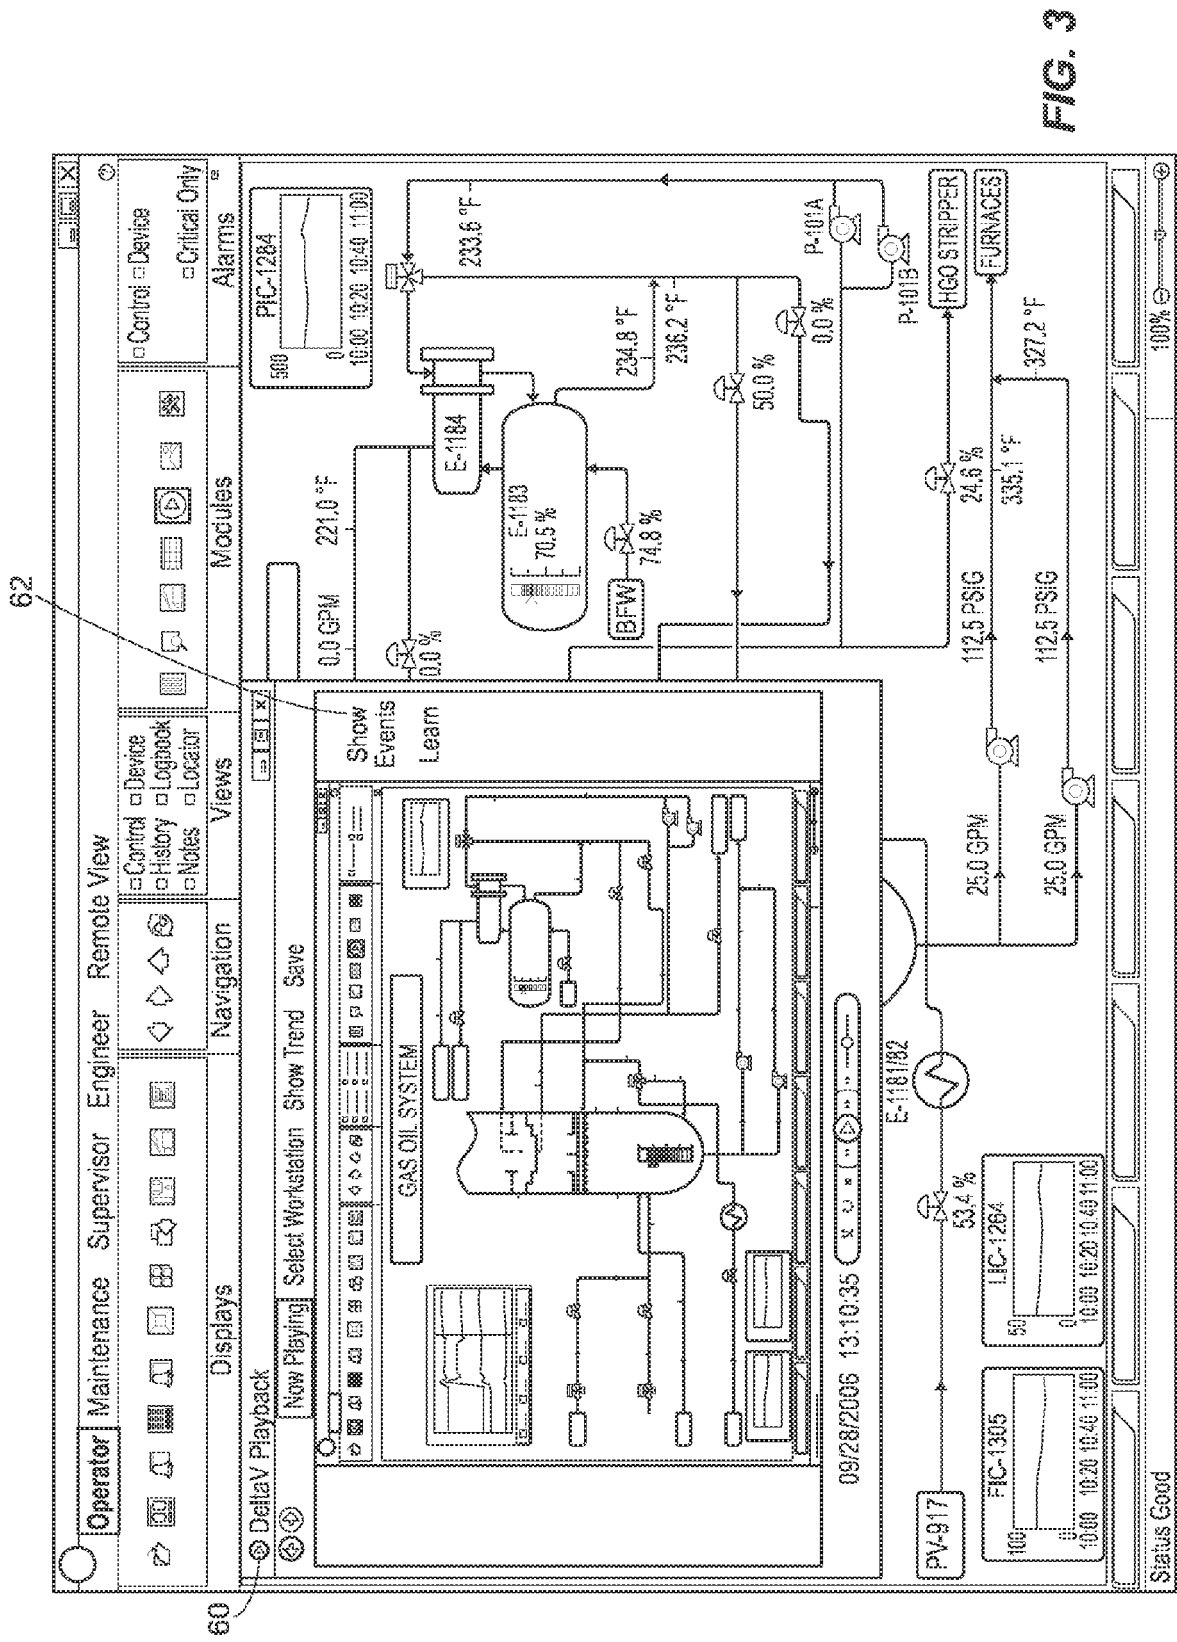 FIG. 3
Operator Maintenance Supervisor Engineer Remote View
Displays
Navigation
□ Control □ Device
□ History □ Logbook
□ Notes □ Locator
Views
Modules
□ Control □ Device
□ Critical Only
Alarms
60
62
DeltaV Playback
Now Playing Select Workstation Show Trend Save
Show
Events
Learn
GAS OIL SYSTEM
09/28/2006 13:10:35
0.0 GPM
221.0 °F
0.0 %
PIC-1284
500
0
10:00 10:20 10:40 11:00
E-1184
233.6 °F
E-1183
70.5 %
BFW
74.8 %
234.8 °F
236.2 °F
50.0 %
0.0 %
P-101A
P-101B
HGO STRIPPER
24.6 %
FURNACES
335.1 °F
327.2 °F
112.5 PSIG
112.5 PSIG
25.0 GPM
25.0 GPM
E-1181/82
53.4 %
PV-917
FIC-1305
100
0
10:00 10:20 10:40 11:00
LIC-1264
50
0
10:00 10:20 10:40 11:00
Status Good
100%